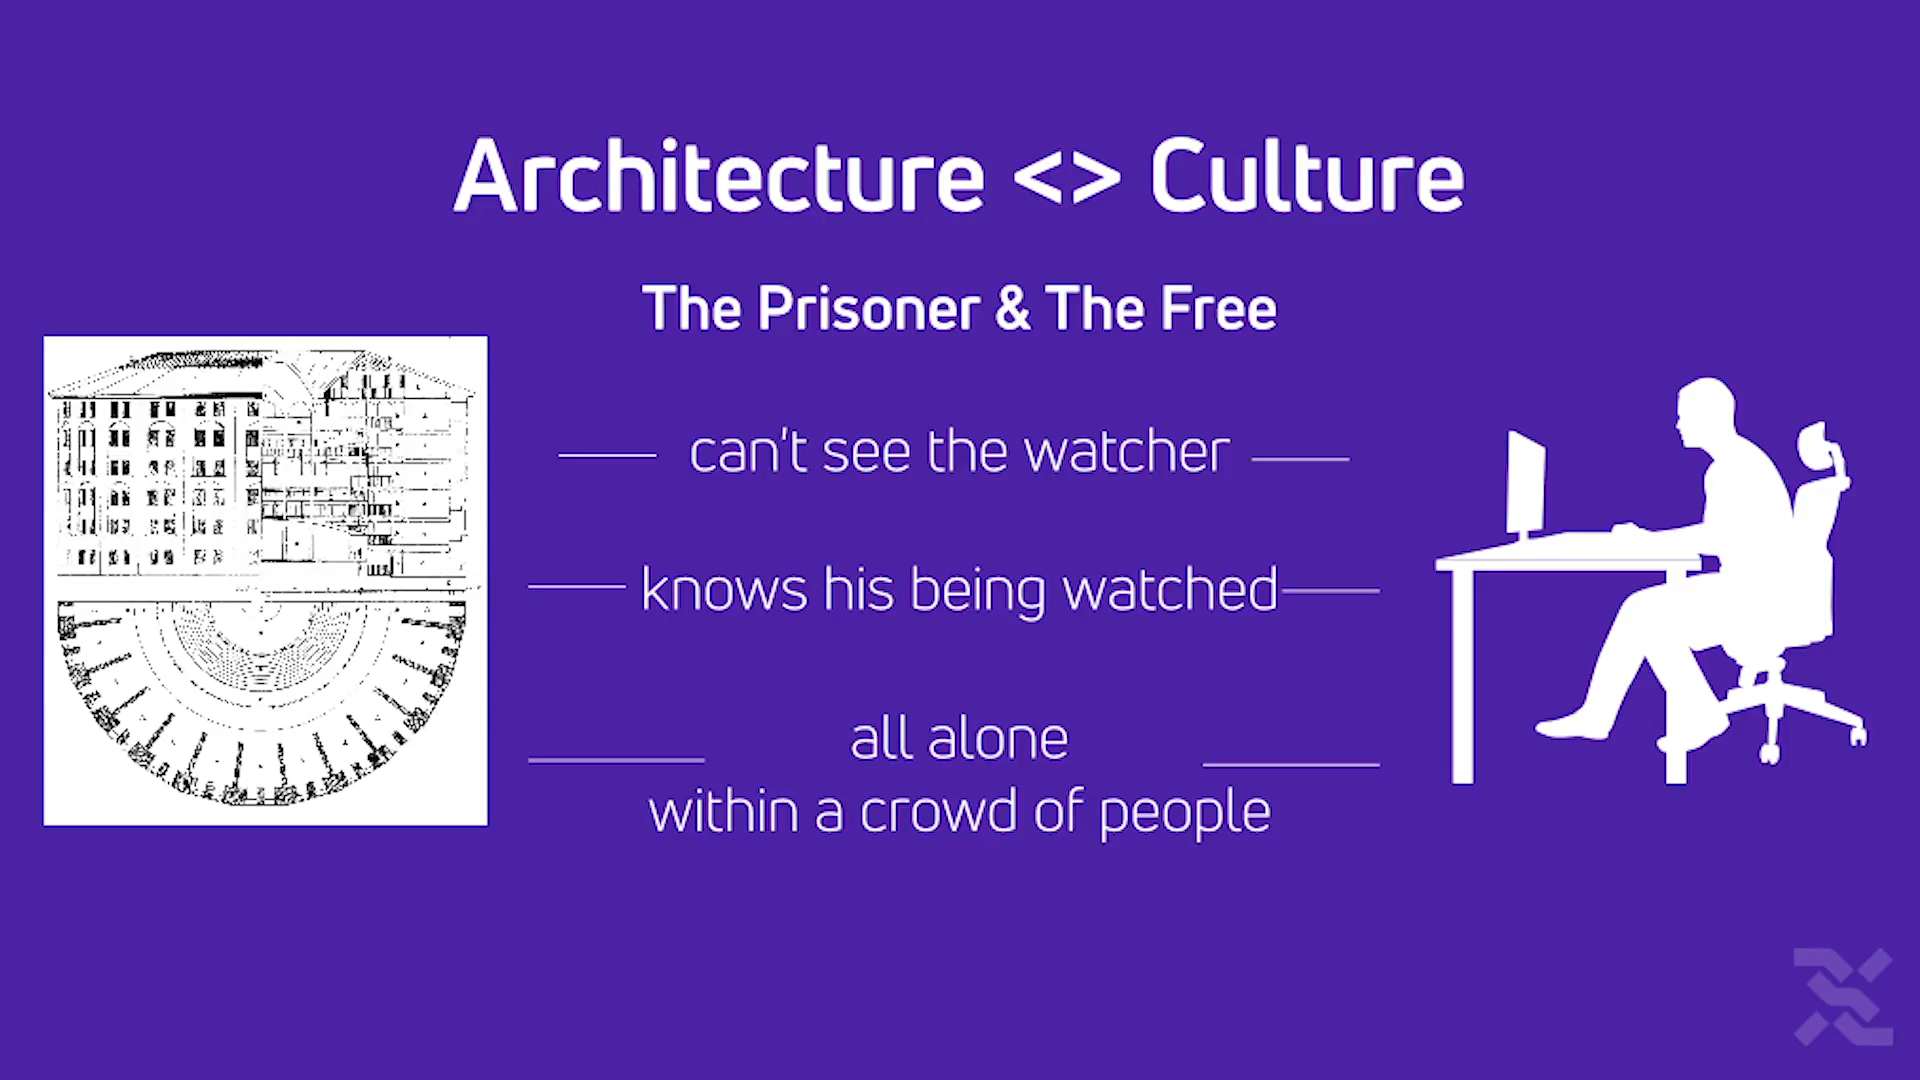 Architecture <> Culture
The Prisoner & The Free
can't see the watcher
knows his being watched
all alone
within a crowd of people